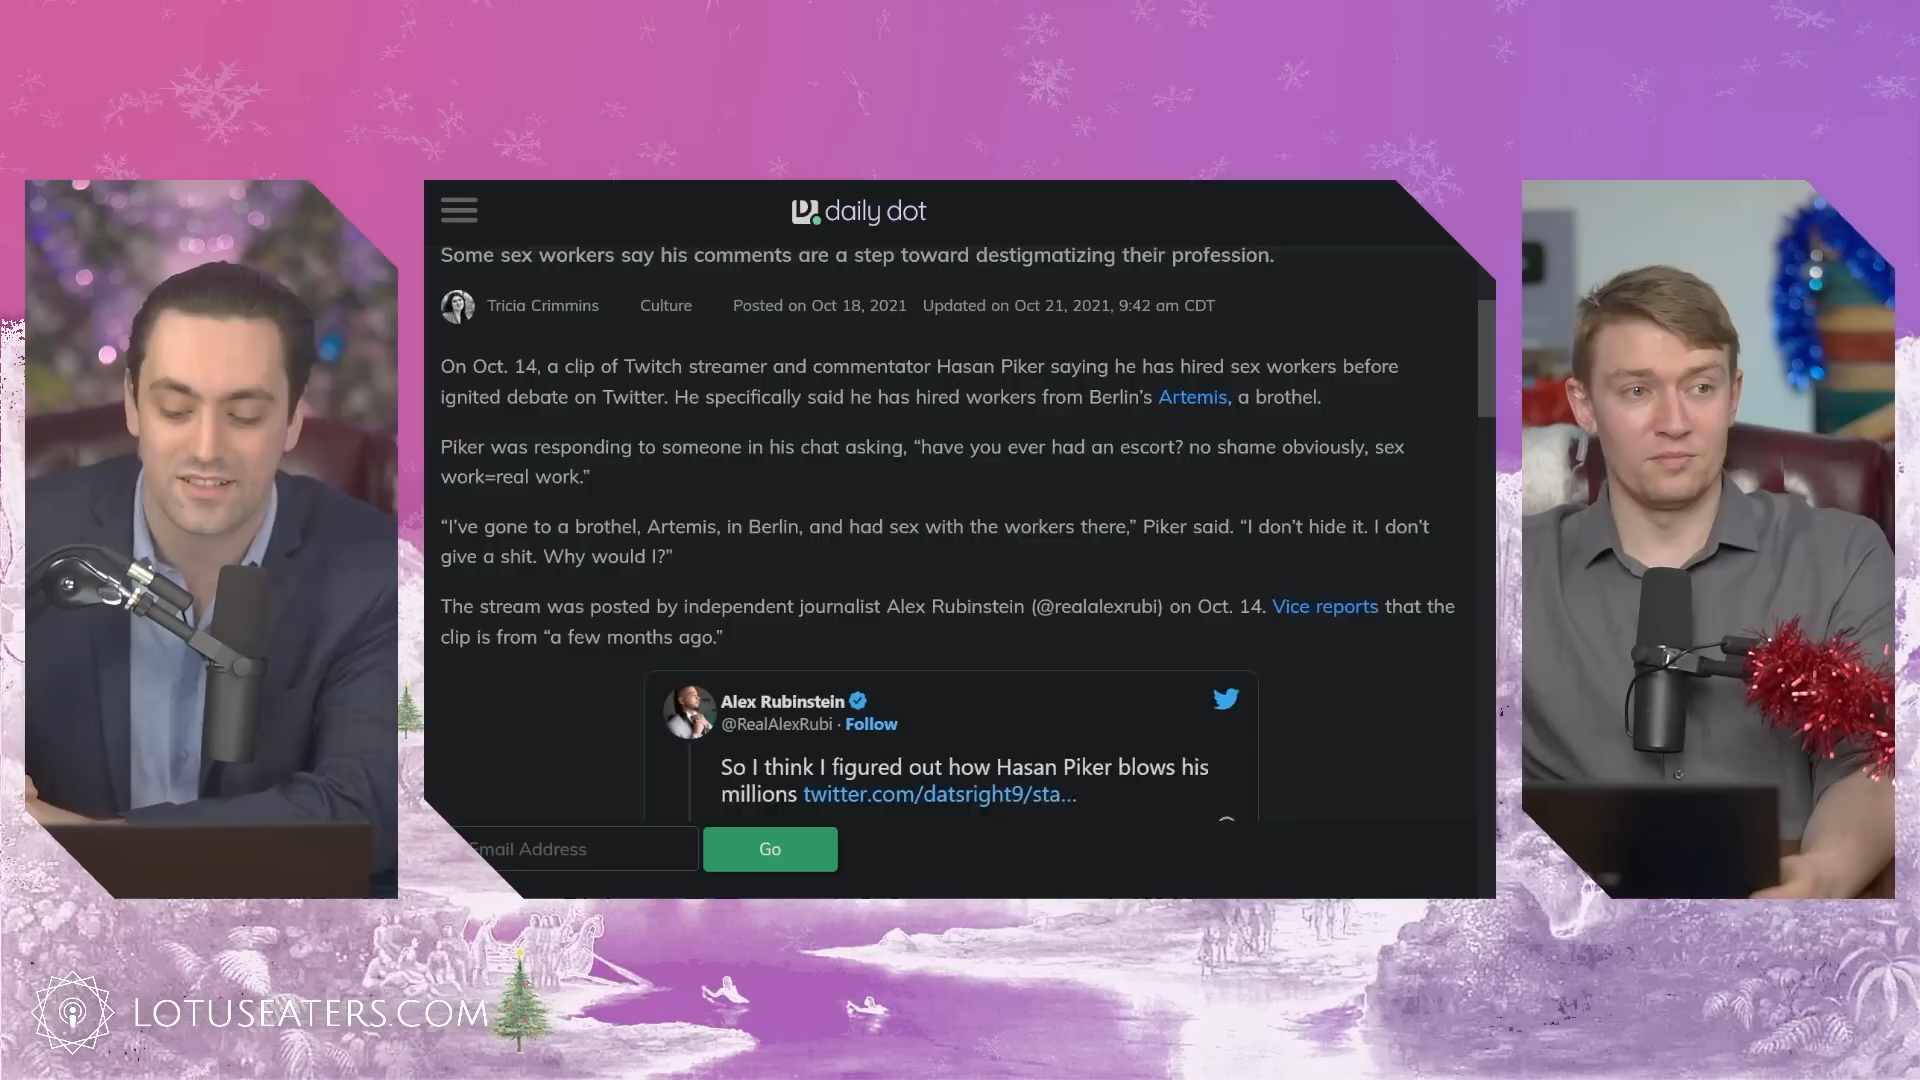 daily dot
Some sex workers say his comments are a step toward destigmatizing their profession.
Tricia Crimmins Culture Posted on Oct 18, 2021 Updated on Oct 21, 2021, 9:42 am CDT
On Oct. 14, a clip of Twitch streamer and commentator Hasan Piker saying he has hired sex workers before
ignited debate on Twitter. He specifically said he has hired workers from Berlin's Artemis, a brothel.
Piker was responding to someone in his chat asking, “have you ever had an escort? no shame obviously, sex
work=real work.”
“I've gone to a brothel, Artemis, in Berlin, and had sex with the workers there,” Piker said. “I don't hide it. I don't
give a shit. Why would I?”
The stream was posted by independent journalist Alex Rubinstein (@realalexrubi) on Oct. 14. Vice reports that the
clip is from “a few months ago.”
Alex Rubinstein
@RealAlexRubi · Follow
So I think I figured out how Hasan Piker blows his
millions twitter.com/datsright9/sta...
Email Address Go
LOTUSEATERS.COM